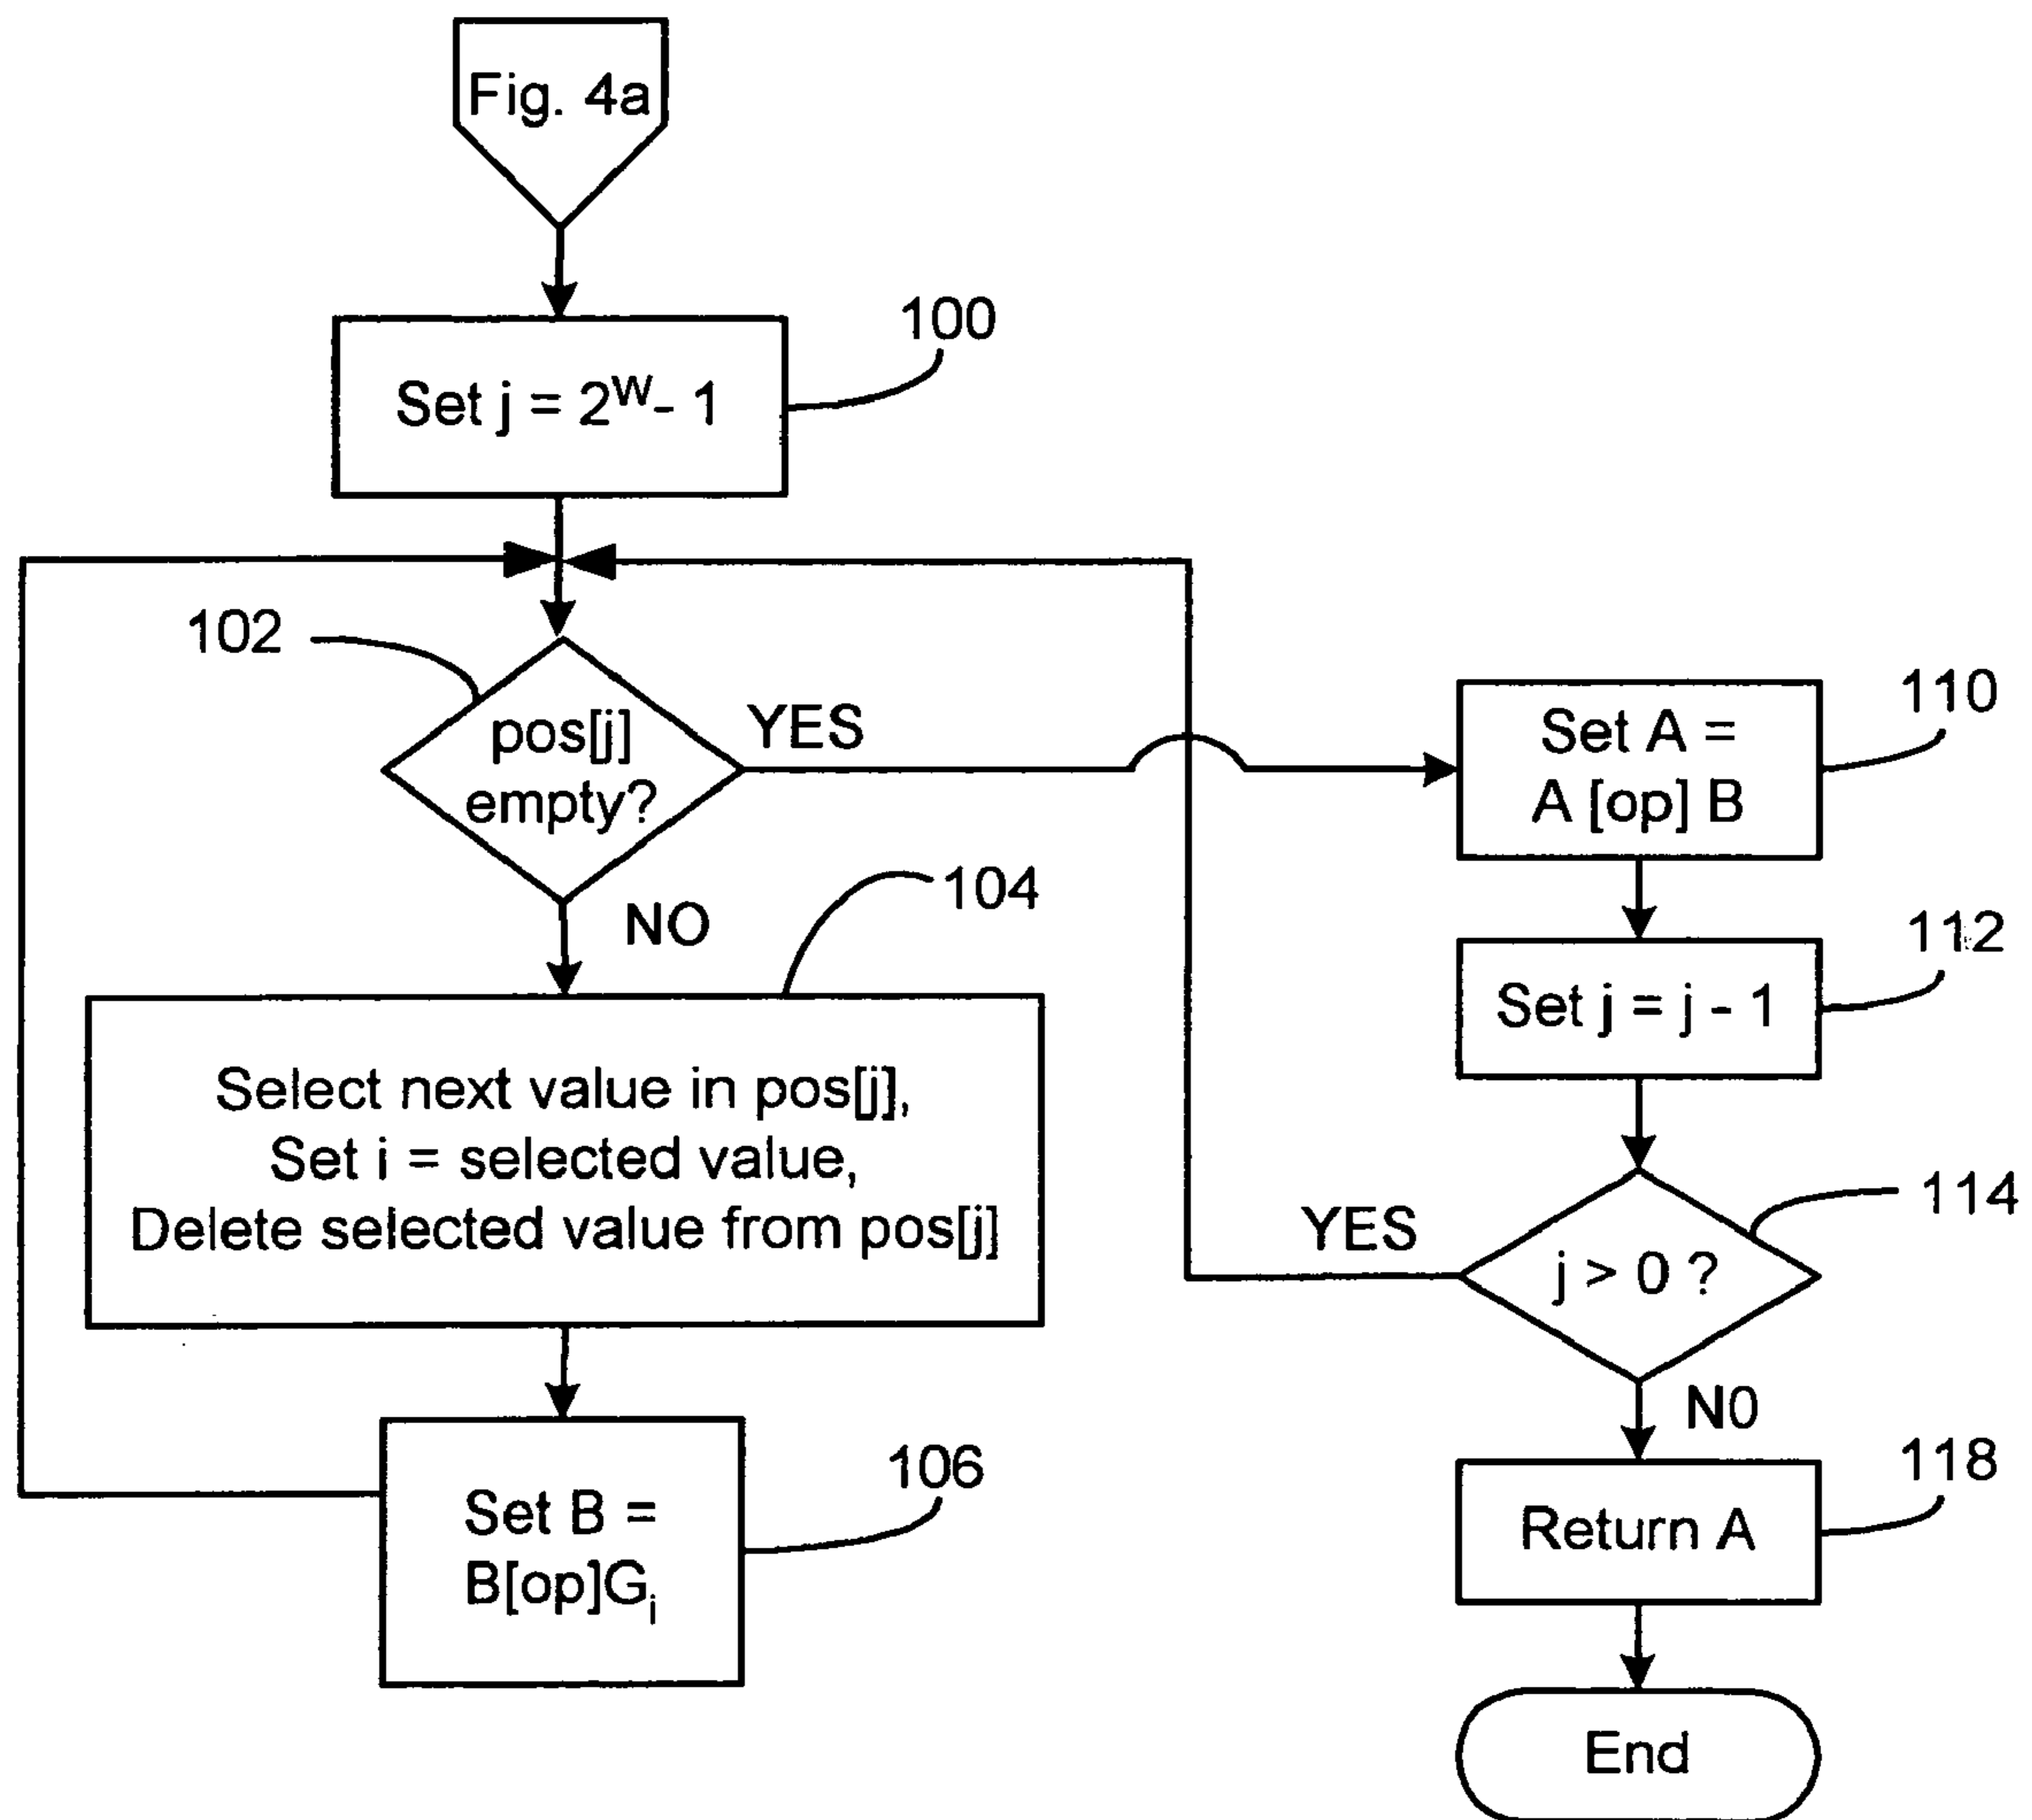 Fig. 4a
100
Set j = 2^W - 1
102
pos[j]
empty?
YES
NO
104
Select next value in pos[j],
Set i = selected value,
Delete selected value from pos[j]
106
Set B =
B[op]G_i
110
Set A =
A [op] B
112
Set j = j - 1
114
YES
j > 0 ?
N0
118
Return A
End